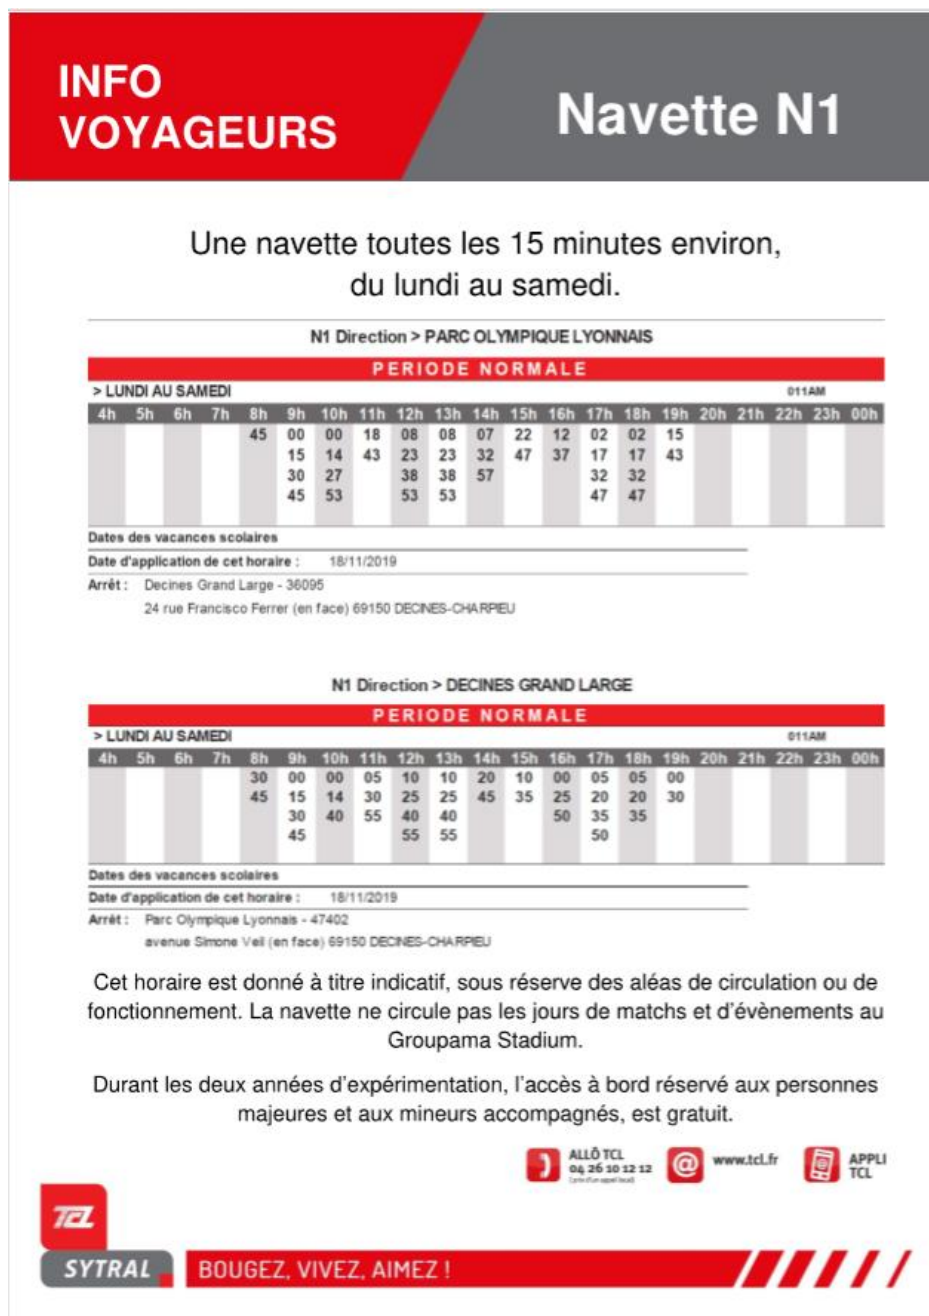 INFO
VOYAGEURS
Navette N1
Une navette toutes les 15 minutes environ,
du lundi au samedi.
N1 Direction > PARC OLYMPIQUE LYONNAIS
PERIODE NORMALE
> LUNDI AU SAMEDI 011AM
4h 5h 6h 7h 8h 9h 10h 11h 12h 13h 14h 15h 16h 17h 18h 19h 20h 21h 22h 23h 00h
45 00 00 18 08 08 07 22 12 02 02 15
15 14 43 23 23 32 47 37 17 17 43
30 27 38 38 57 32 32
45 53 53 53 47 47
Dates des vacances scolaires
Date d'application de cet horaire : 18/11/2019
Arrêt : Decines Grand Large - 36095
24 rue Francisco Ferrer (en face) 69150 DECINES-CHARPIEU
N1 Direction > DECINES GRAND LARGE
PERIODE NORMALE
> LUNDI AU SAMEDI 011AM
4h 5h 6h 7h 8h 9h 10h 11h 12h 13h 14h 15h 16h 17h 18h 19h 20h 21h 22h 23h 00h
30 00 00 05 10 10 20 10 00 05 05 00
45 15 14 30 25 25 45 35 25 20 20 30
30 40 55 40 40 50 35 35
45 55 55 50
Dates des vacances scolaires
Date d'application de cet horaire : 18/11/2019
Arrêt : Parc Olympique Lyonnais - 47402
avenue Simone Veil (en face) 69150 DECINES-CHARPIEU
Cet horaire est donné à titre indicatif, sous réserve des aléas de circulation ou de
fonctionnement. La navette ne circule pas les jours de matchs et d'évènements au
Groupama Stadium.
Durant les deux années d'expérimentation, l'accès à bord réservé aux personnes
majeures et aux mineurs accompagnés, est gratuit.
ALLÔ TCL
04 26 10 12 12
(prix d'un appel local)
@
www.tcl.fr
APPLI
TCL
TCL
SYTRAL
BOUGEZ, VIVEZ, AIMEZ !